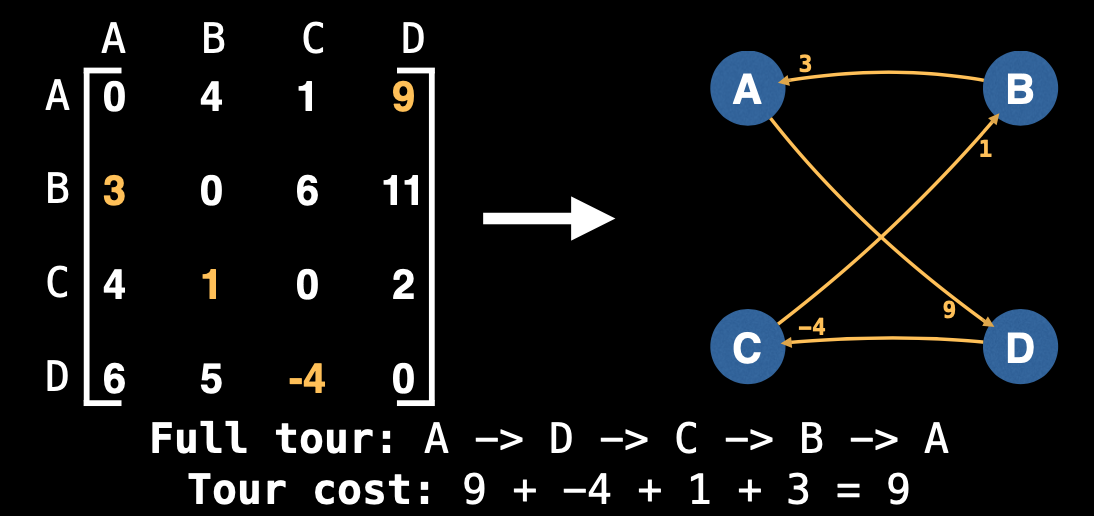 A B C D
A 0 4 1 9
B 3 0 6 11
C 4 1 0 2
D 6 5 -4 0
A 3 B
1
9
C -4 D
Full tour: A -> D -> C -> B -> A
Tour cost: 9 + -4 + 1 + 3 = 9